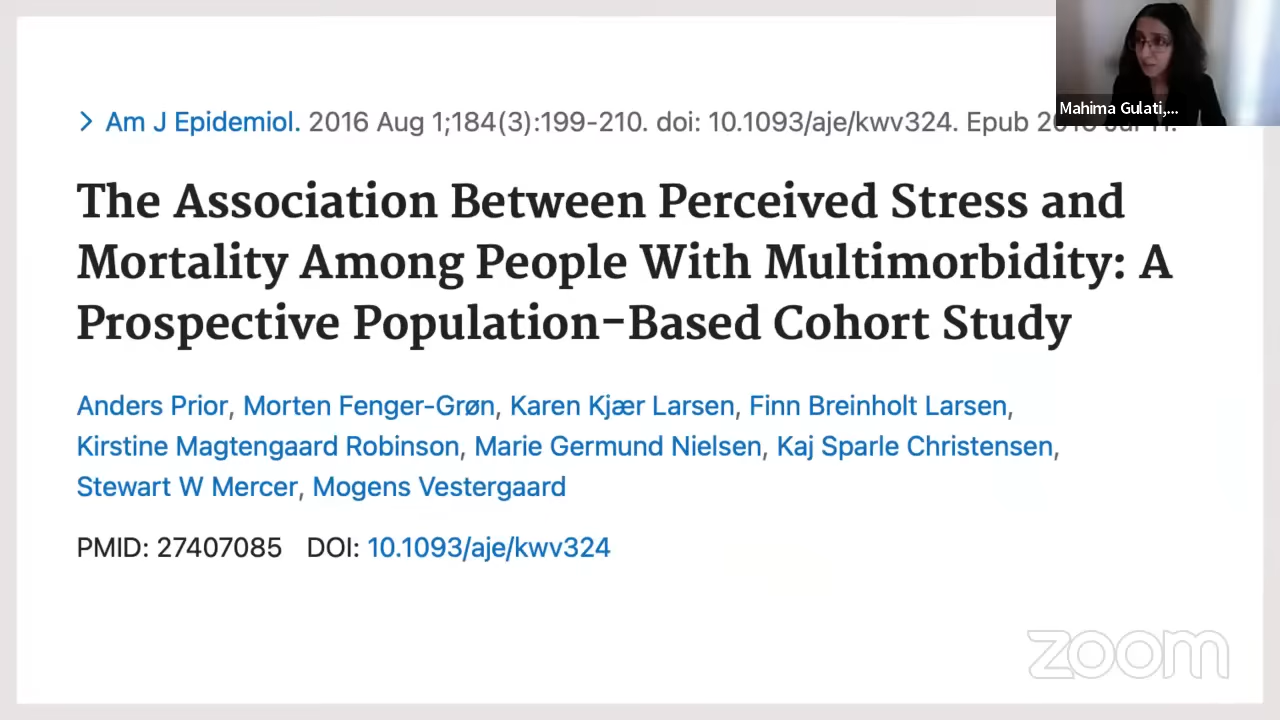 > Am J Epidemiol. 2016 Aug 1;184(3):199-210. doi: 10.1093/aje/kwv324. Epub
Mahima Gulati,...
The Association Between Perceived Stress and
Mortality Among People With Multimorbidity: A
Prospective Population-Based Cohort Study
Anders Prior, Morten Fenger-Grøn, Karen Kjær Larsen, Finn Breinholt Larsen,
Kirstine Magtengaard Robinson, Marie Germund Nielsen, Kaj Sparle Christensen,
Stewart W Mercer, Mogens Vestergaard
PMID: 27407085 DOI: 10.1093/aje/kwv324
zoom